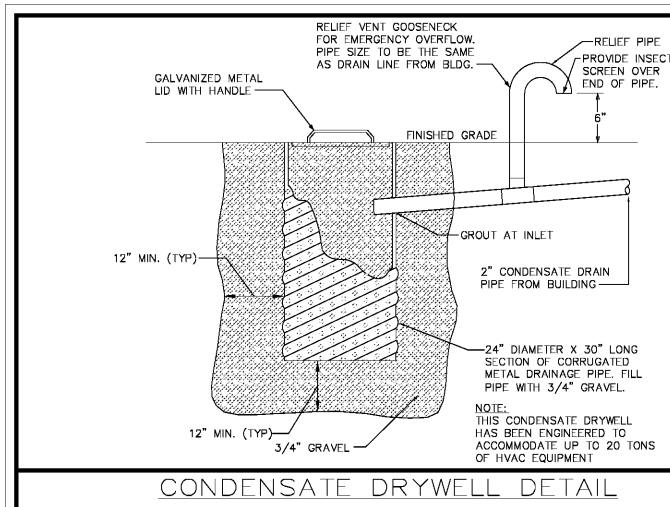 RELIEF VENT GOOSENECK
FOR EMERGENCY OVERFLOW.
PIPE SIZE TO BE THE SAME
AS DRAIN LINE FROM BLDG.
RELIEF PIPE
PROVIDE INSECT
SCREEN OVER
END OF PIPE.
GALVANIZED METAL
LID WITH HANDLE
6"
FINISHED GRADE
GROUT AT INLET
12" MIN. (TYP)
2" CONDENSATE DRAIN
PIPE FROM BUILDING
24" DIAMETER X 30" LONG
SECTION OF CORRUGATED
METAL DRAINAGE PIPE. FILL
PIPE WITH 3/4" GRAVEL.
12" MIN. (TYP)
3/4" GRAVEL
NOTE:
THIS CONDENSATE DRYWELL
HAS BEEN ENGINEERED TO
ACCOMMODATE UP TO 20 TONS
OF HVAC EQUIPMENT
CONDENSATE DRYWELL DETAIL